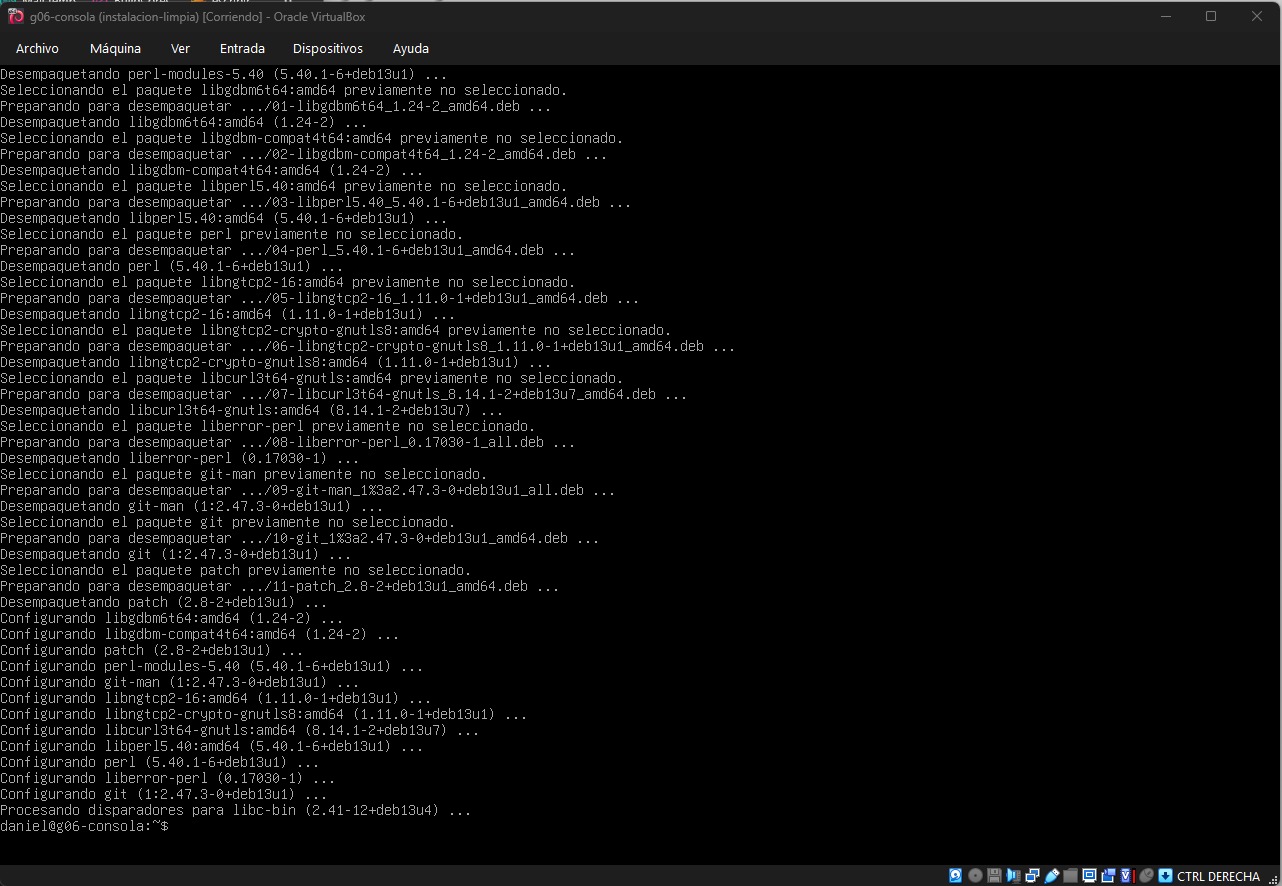 g06-consola (instalacion-limpia) [Corriendo] - Oracle VirtualBox
Archivo Máquina Ver Entrada Dispositivos Ayuda
Desempaquetando perl-modules-5.40 (5.40.1-6+deb13u1) ...
Seleccionando el paquete libgdbm6t64:amd64 previamente no seleccionado.
Preparando para desempaquetar .../01-libgdbm6t64_1.24-2_amd64.deb ...
Desempaquetando libgdbm6t64:amd64 (1.24-2) ...
Seleccionando el paquete libgdbm-compat4t64:amd64 previamente no seleccionado.
Preparando para desempaquetar .../02-libgdbm-compat4t64_1.24-2_amd64.deb ...
Desempaquetando libgdbm-compat4t64:amd64 (1.24-2) ...
Seleccionando el paquete libperl5.40:amd64 previamente no seleccionado.
Preparando para desempaquetar .../03-libperl5.40_5.40.1-6+deb13u1_amd64.deb ...
Desempaquetando libperl5.40:amd64 (5.40.1-6+deb13u1) ...
Seleccionando el paquete perl previamente no seleccionado.
Preparando para desempaquetar .../04-perl_5.40.1-6+deb13u1_amd64.deb ...
Desempaquetando perl (5.40.1-6+deb13u1) ...
Seleccionando el paquete libngtcp2-16:amd64 previamente no seleccionado.
Preparando para desempaquetar .../05-libngtcp2-16_1.11.0-1+deb13u1_amd64.deb ...
Desempaquetando libngtcp2-16:amd64 (1.11.0-1+deb13u1) ...
Seleccionando el paquete libngtcp2-crypto-gnutls8:amd64 previamente no seleccionado.
Preparando para desempaquetar .../06-libngtcp2-crypto-gnutls8_1.11.0-1+deb13u1_amd64.deb ...
Desempaquetando libngtcp2-crypto-gnutls8:amd64 (1.11.0-1+deb13u1) ...
Seleccionando el paquete libcurl3t64-gnutls:amd64 previamente no seleccionado.
Preparando para desempaquetar .../07-libcurl3t64-gnutls_8.14.1-2+deb13u7_amd64.deb ...
Desempaquetando libcurl3t64-gnutls:amd64 (8.14.1-2+deb13u7) ...
Seleccionando el paquete liberror-perl previamente no seleccionado.
Preparando para desempaquetar .../08-liberror-perl_0.17030-1_all.deb ...
Desempaquetando liberror-perl (0.17030-1) ...
Seleccionando el paquete git-man previamente no seleccionado.
Preparando para desempaquetar .../09-git-man_1%3a2.47.3-0+deb13u1_all.deb ...
Desempaquetando git-man (1:2.47.3-0+deb13u1) ...
Seleccionando el paquete git previamente no seleccionado.
Preparando para desempaquetar .../10-git_1%3a2.47.3-0+deb13u1_amd64.deb ...
Desempaquetando git (1:2.47.3-0+deb13u1) ...
Seleccionando el paquete patch previamente no seleccionado.
Preparando para desempaquetar .../11-patch_2.8-2+deb13u1_amd64.deb ...
Desempaquetando patch (2.8-2+deb13u1) ...
Configurando libgdbm6t64:amd64 (1.24-2) ...
Configurando libgdbm-compat4t64:amd64 (1.24-2) ...
Configurando patch (2.8-2+deb13u1) ...
Configurando perl-modules-5.40 (5.40.1-6+deb13u1) ...
Configurando git-man (1:2.47.3-0+deb13u1) ...
Configurando libngtcp2-16:amd64 (1.11.0-1+deb13u1) ...
Configurando libngtcp2-crypto-gnutls8:amd64 (1.11.0-1+deb13u1) ...
Configurando libcurl3t64-gnutls:amd64 (8.14.1-2+deb13u7) ...
Configurando libperl5.40:amd64 (5.40.1-6+deb13u1) ...
Configurando perl (5.40.1-6+deb13u1) ...
Configurando liberror-perl (0.17030-1) ...
Configurando git (1:2.47.3-0+deb13u1) ...
Procesando disparadores para libc-bin (2.41-12+deb13u4) ...
daniel@g06-consola:~$
CTRL DERECHA